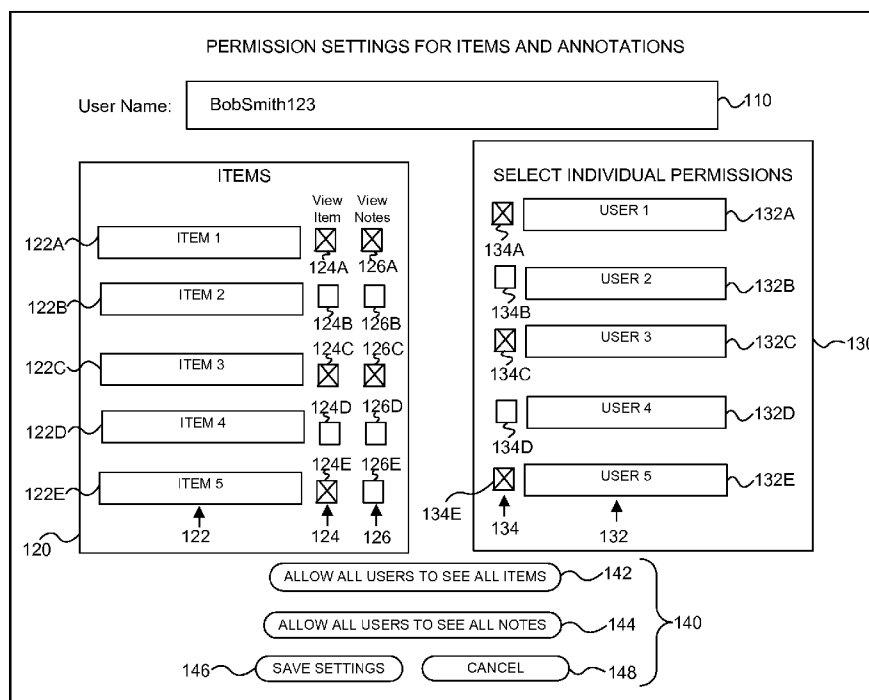 PERMISSION SETTINGS FOR ITEMS AND ANNOTATIONS
User Name: BobSmith123 110
ITEMS
View Item View Notes
122A ITEM 1 124A 126A
122B ITEM 2 124B 126B
122C ITEM 3 124C 126C
122D ITEM 4 124D 126D
122E ITEM 5 124E 126E
120 122 124 126
SELECT INDIVIDUAL PERMISSIONS
USER 1 132A
134A
USER 2 132B
134B
USER 3 132C 130
134C
USER 4 132D
134D
USER 5 132E
134E 134 132
ALLOW ALL USERS TO SEE ALL ITEMS 142
ALLOW ALL USERS TO SEE ALL NOTES 144 140
146 SAVE SETTINGS CANCEL 148